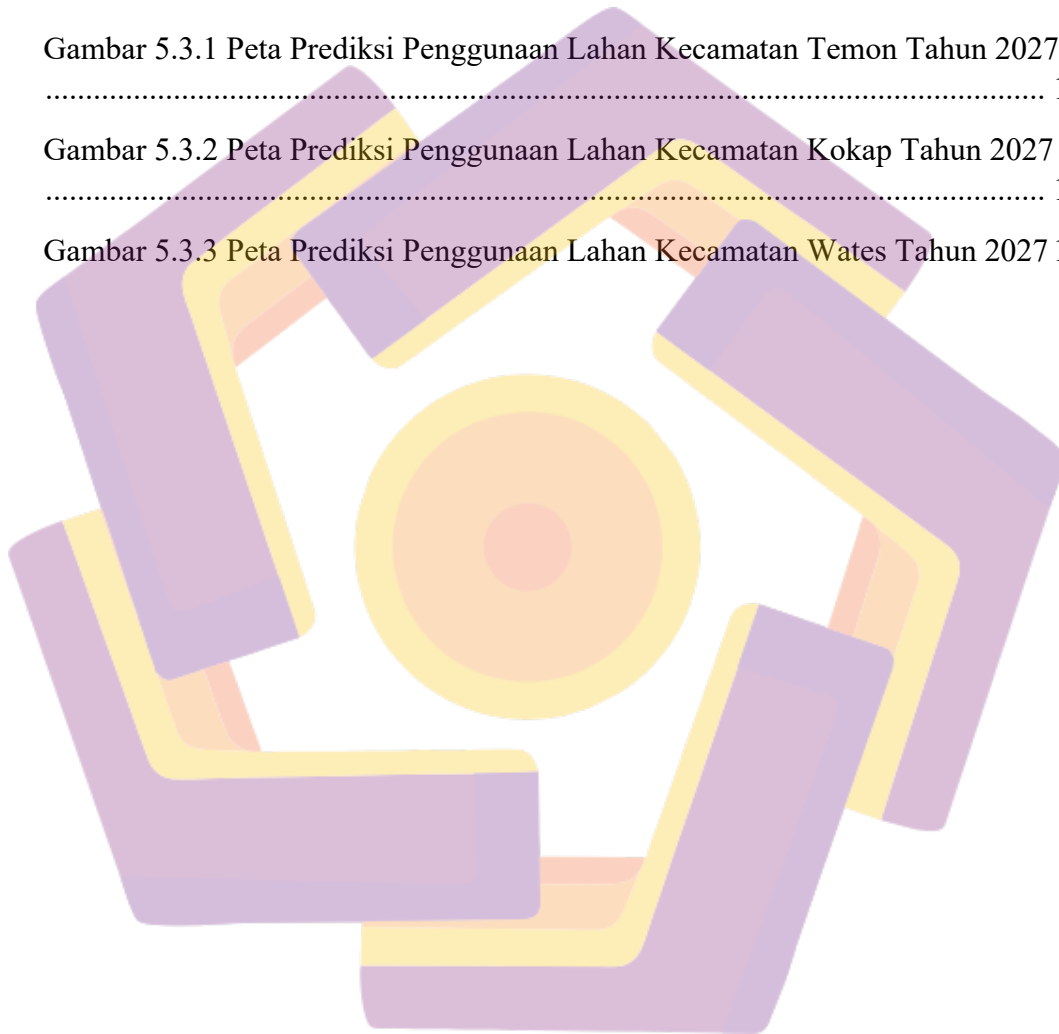 Gambar 5.3.1 Peta Prediksi Penggunaan Lahan Kecamatan Temon Tahun 2027
............................................................................................................................
Gambar 5.3.2 Peta Prediksi Penggunaan Lahan Kecamatan Kokap Tahun 2027
............................................................................................................................
Gambar 5.3.3 Peta Prediksi Penggunaan Lahan Kecamatan Wates Tahun 2027